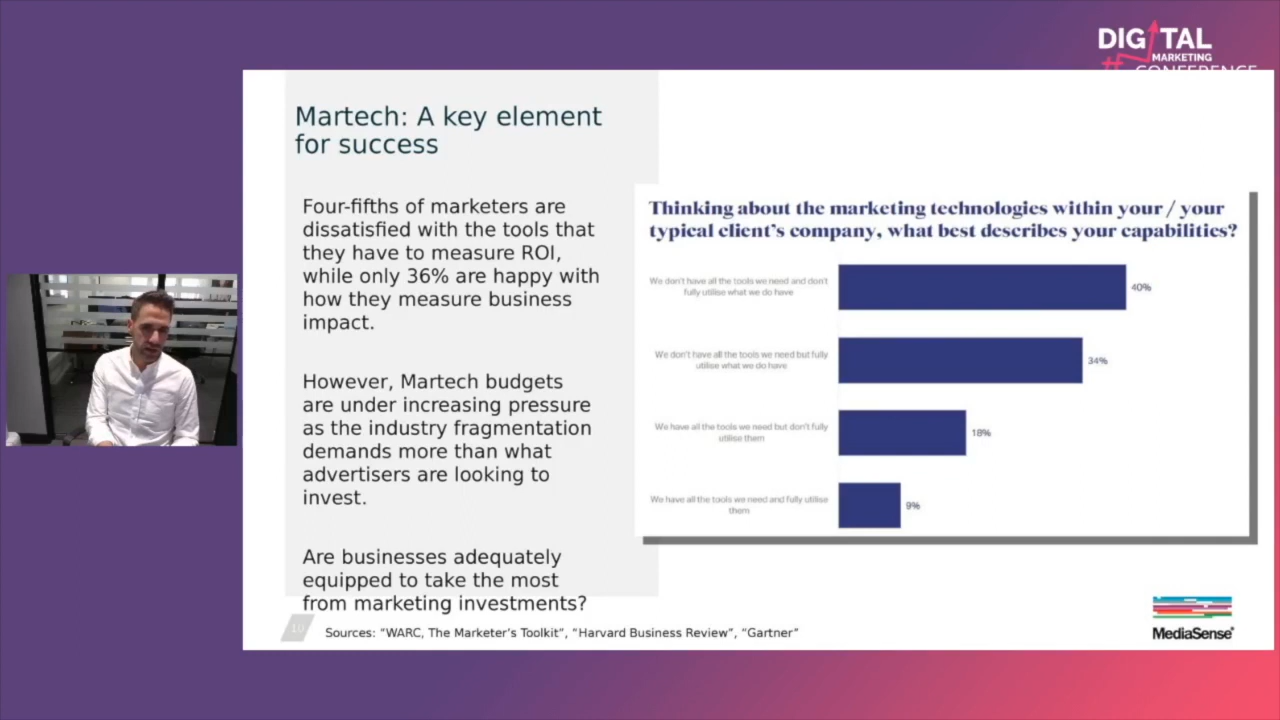 DIGITAL
MARKETING
CONFERENCE
Martech: A key element
for success
Four-fifths of marketers are
dissatisfied with the tools that
they have to measure ROI,
while only 36% are happy with
how they measure business
impact.
However, Martech budgets
are under increasing pressure
as the industry fragmentation
demands more than what
advertisers are looking to
invest.
Are businesses adequately
equipped to take the most
from marketing investments?
Thinking about the marketing technologies within your / your
typical client's company, what best describes your capabilities?
We don't have all the tools we need and don't
fully utilise what we do have
40%
We don't have all the tools we need but fully
utilise what we do have
34%
We have all the tools we need but don't fully
utilise them
18%
We have all the tools we need and fully utilise
them
9%
10
Sources: “WARC, The Marketer’s Toolkit”, “Harvard Business Review”, “Gartner”
MediaSense